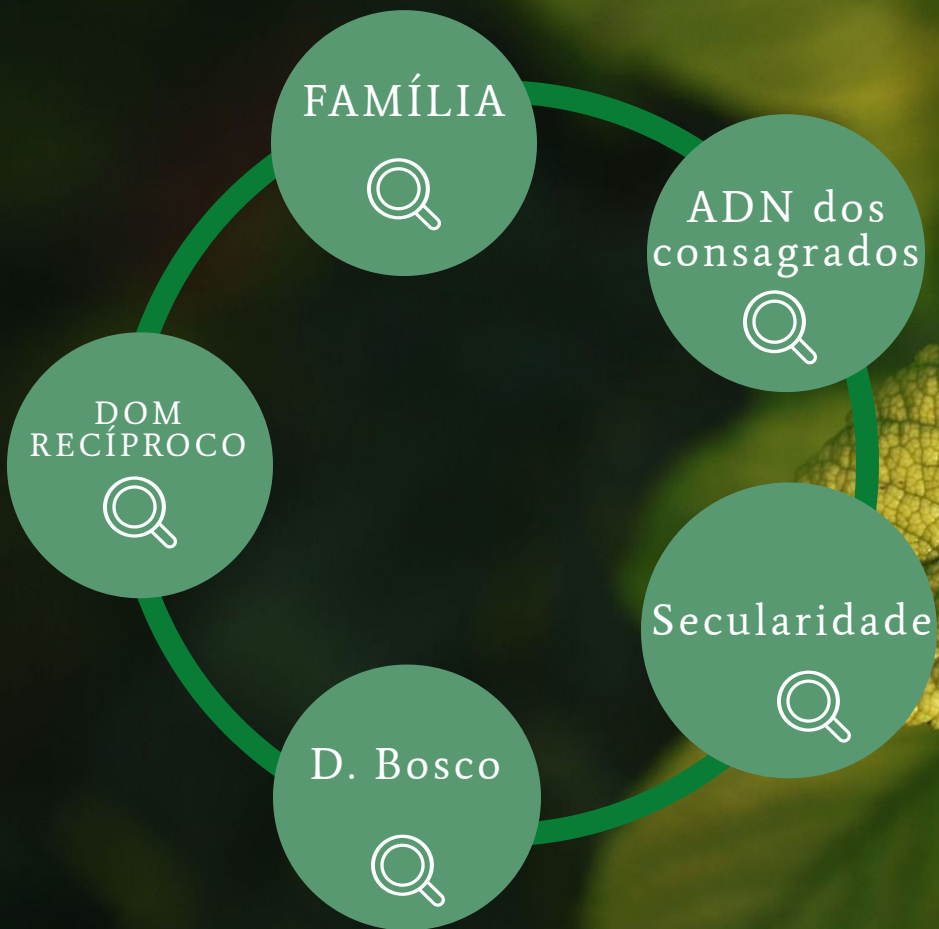 FAMÍLIA
ADN dos
consagrados
DOM
RECÍPROCO
Secularidade
D. Bosco